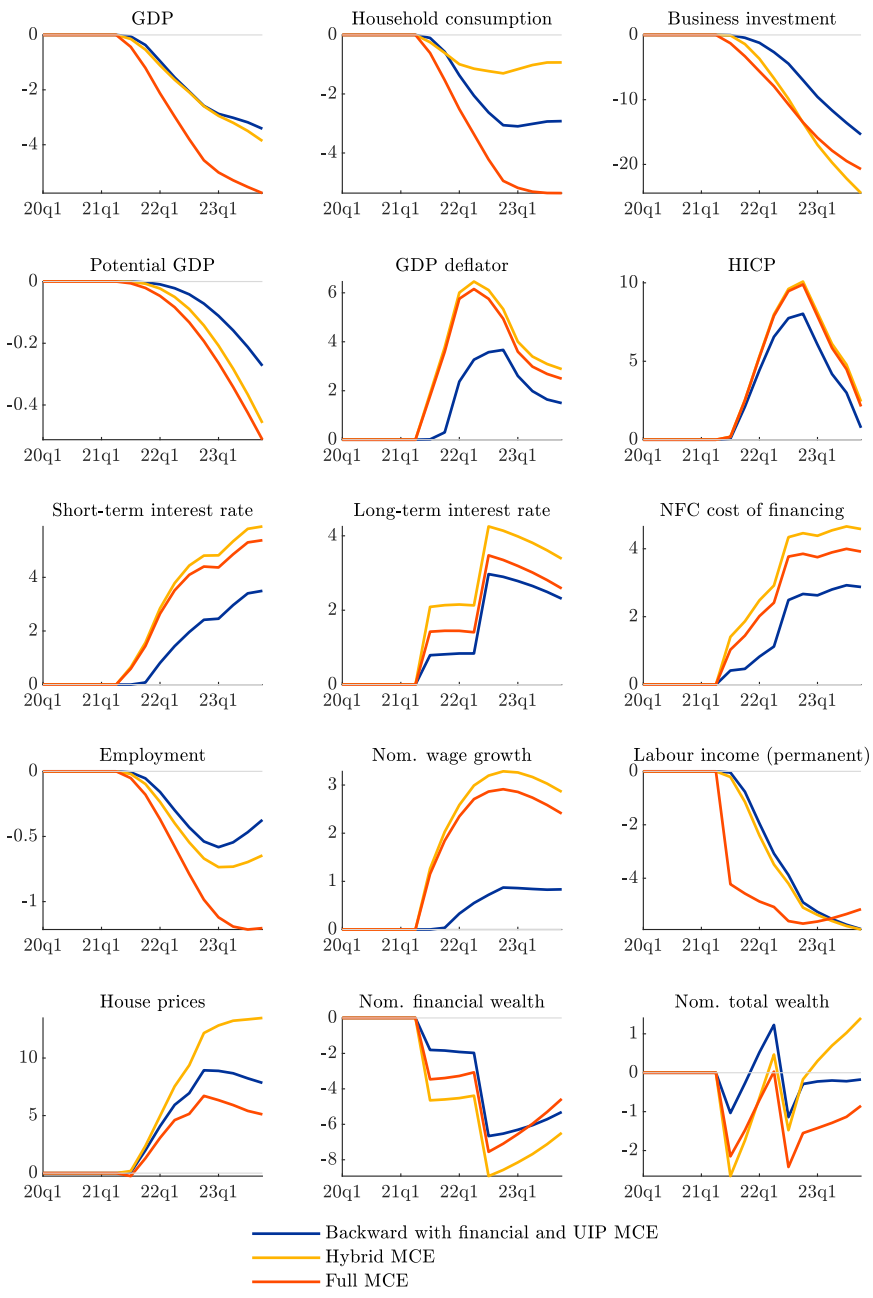 GDP
Household consumption
Business investment
0
-2
-4
20q1 21q1 22q1 23q1
0
-2
-4
20q1 21q1 22q1 23q1
0
-10
-20
20q1 21q1 22q1 23q1
Potential GDP
GDP deflator
HICP
0
-0.2
-0.4
20q1 21q1 22q1 23q1
6
4
2
0
20q1 21q1 22q1 23q1
10
5
0
20q1 21q1 22q1 23q1
Short-term interest rate
Long-term interest rate
NFC cost of financing
4
2
0
20q1 21q1 22q1 23q1
4
2
0
20q1 21q1 22q1 23q1
4
2
0
20q1 21q1 22q1 23q1
Employment
Nom. wage growth
Labour income (permanent)
0
-0.5
-1
20q1 21q1 22q1 23q1
3
2
1
0
20q1 21q1 22q1 23q1
0
-2
-4
20q1 21q1 22q1 23q1
House prices
Nom. financial wealth
Nom. total wealth
10
5
0
20q1 21q1 22q1 23q1
0
-2
-4
-6
-8
20q1 21q1 22q1 23q1
1
0
-1
-2
20q1 21q1 22q1 23q1
Backward with financial and UIP MCE
Hybrid MCE
Full MCE